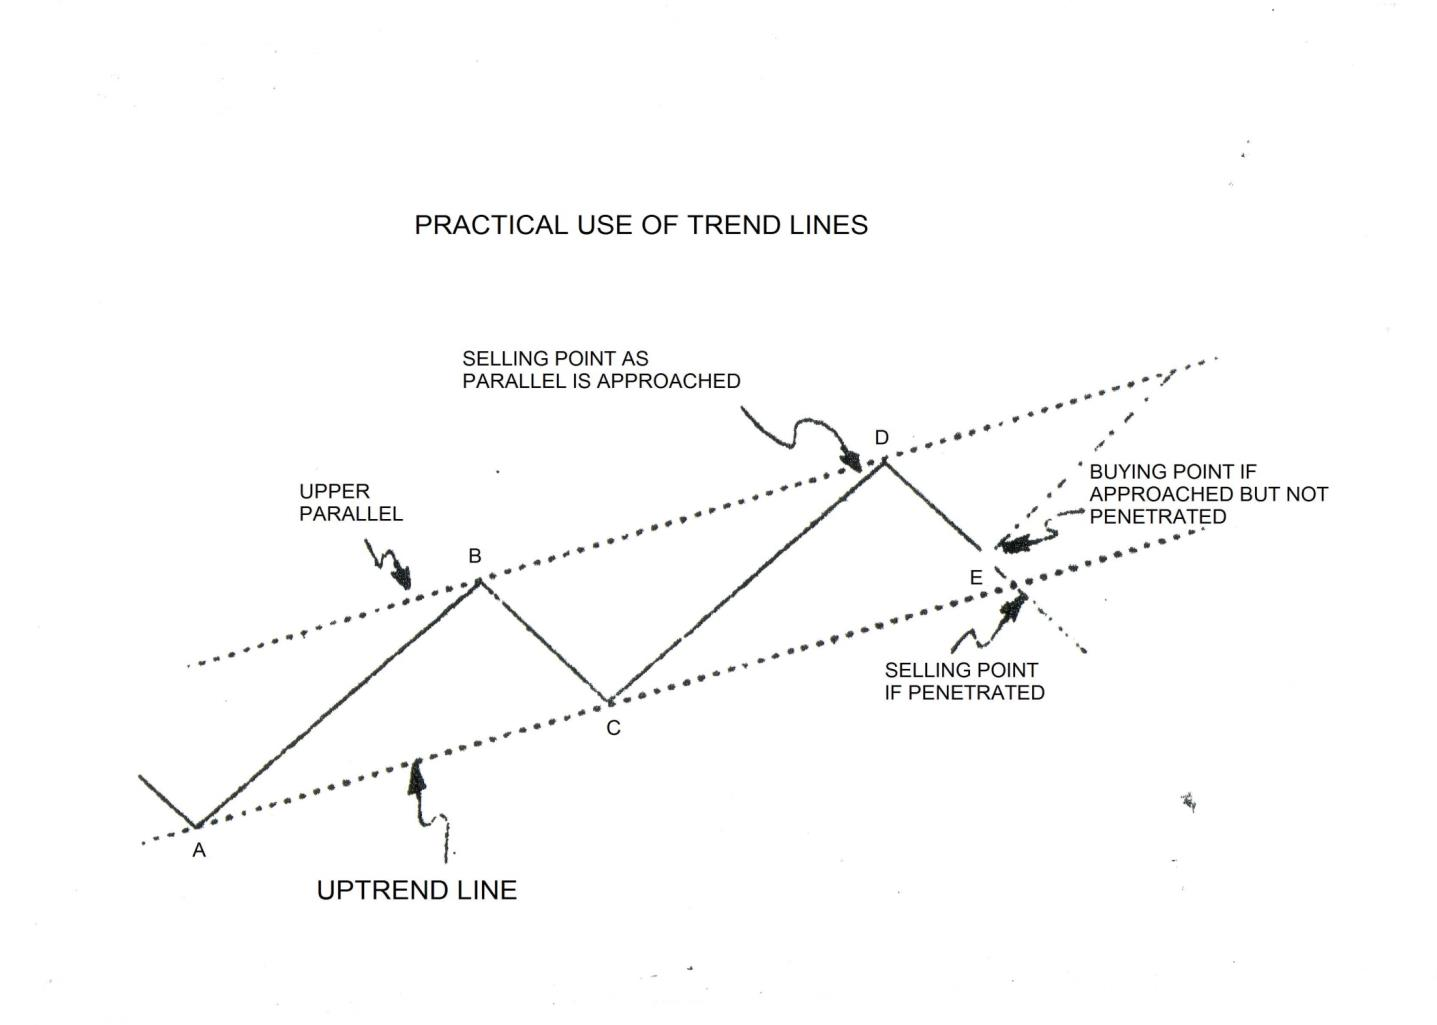 PRACTICAL USE OF TREND LINES
SELLING POINT AS
PARALLEL IS APPROACHED
D
BUYING POINT IF
APPROACHED BUT NOT
PENETRATED
UPPER
PARALLEL
B
E
SELLING POINT
IF PENETRATED
C
A
UPTREND LINE